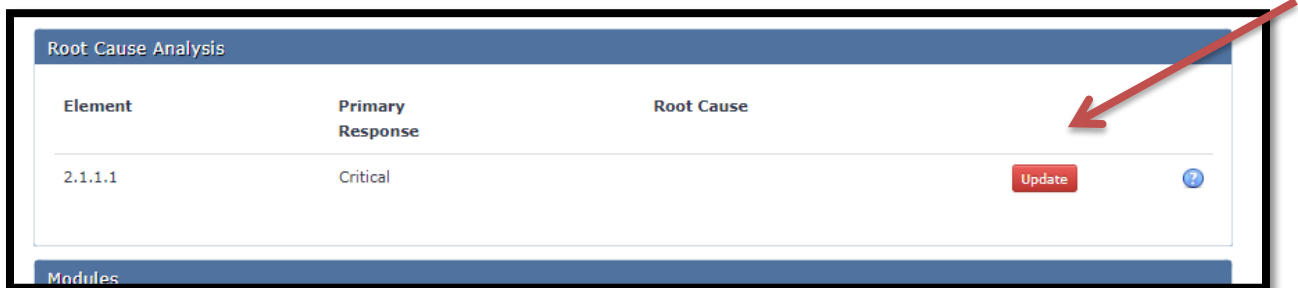 Root Cause Analysis
Element Primary Root Cause
Response
2.1.1.1 Critical Update ?
Modules